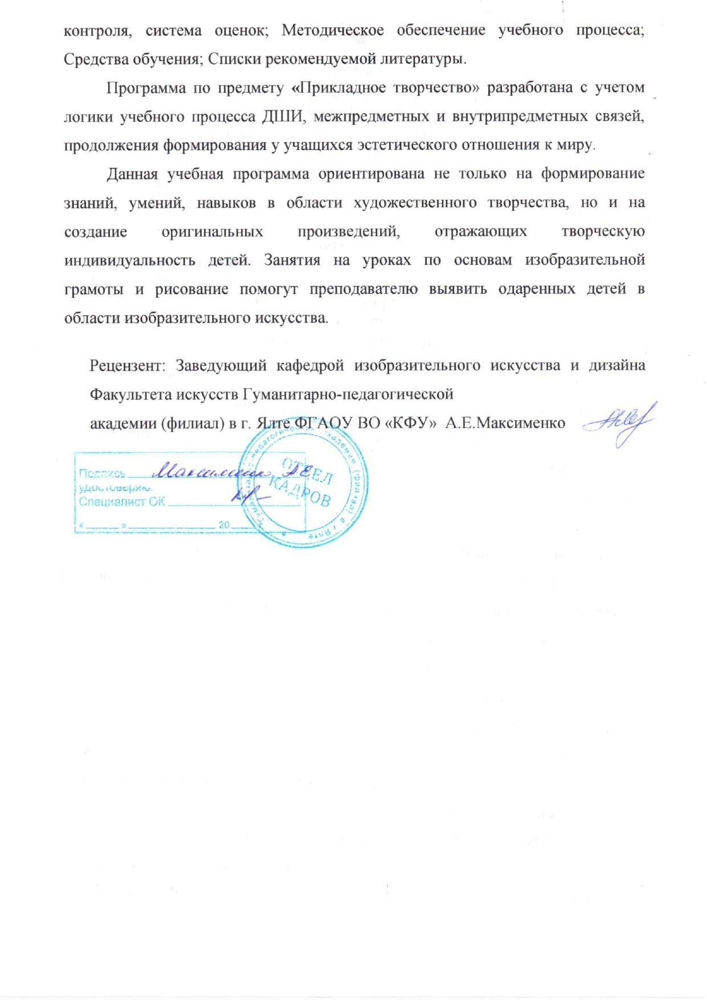 контроля, система оценок; Методическое обеспечение учебного процесса;
Средства обучения; Списки рекомендуемой литературы.
Программа по предмету «Прикладное творчество» разработана с учетом
логики учебного процесса ДШИ, межпредметных и внутрипредметных связей,
продолжения формирования у учащихся эстетического отношения к миру.
Данная учебная программа ориентирована не только на формирование
знаний, умений, навыков в области художественного творчества, но и на
создание оригинальных произведений, отражающих творческую
индивидуальность детей. Занятия на уроках по основам изобразительной
грамоты и рисование помогут преподавателю выявить одаренных детей в
области изобразительного искусства.
Рецензент: Заведующий кафедрой изобразительного искусства и дизайна
Факультета искусств Гуманитарно-педагогической
академии (филиал) в г. Ялте ФГАОУ ВО «КФУ» А.Е.Максименко
Подпись Максименко АЕ
удостоверяю.
Специалист ОК
« » 20
ОТДЕЛ
КАДРОВ
Гуманитарно-педагогическая академия (филиал) в г. Ялте